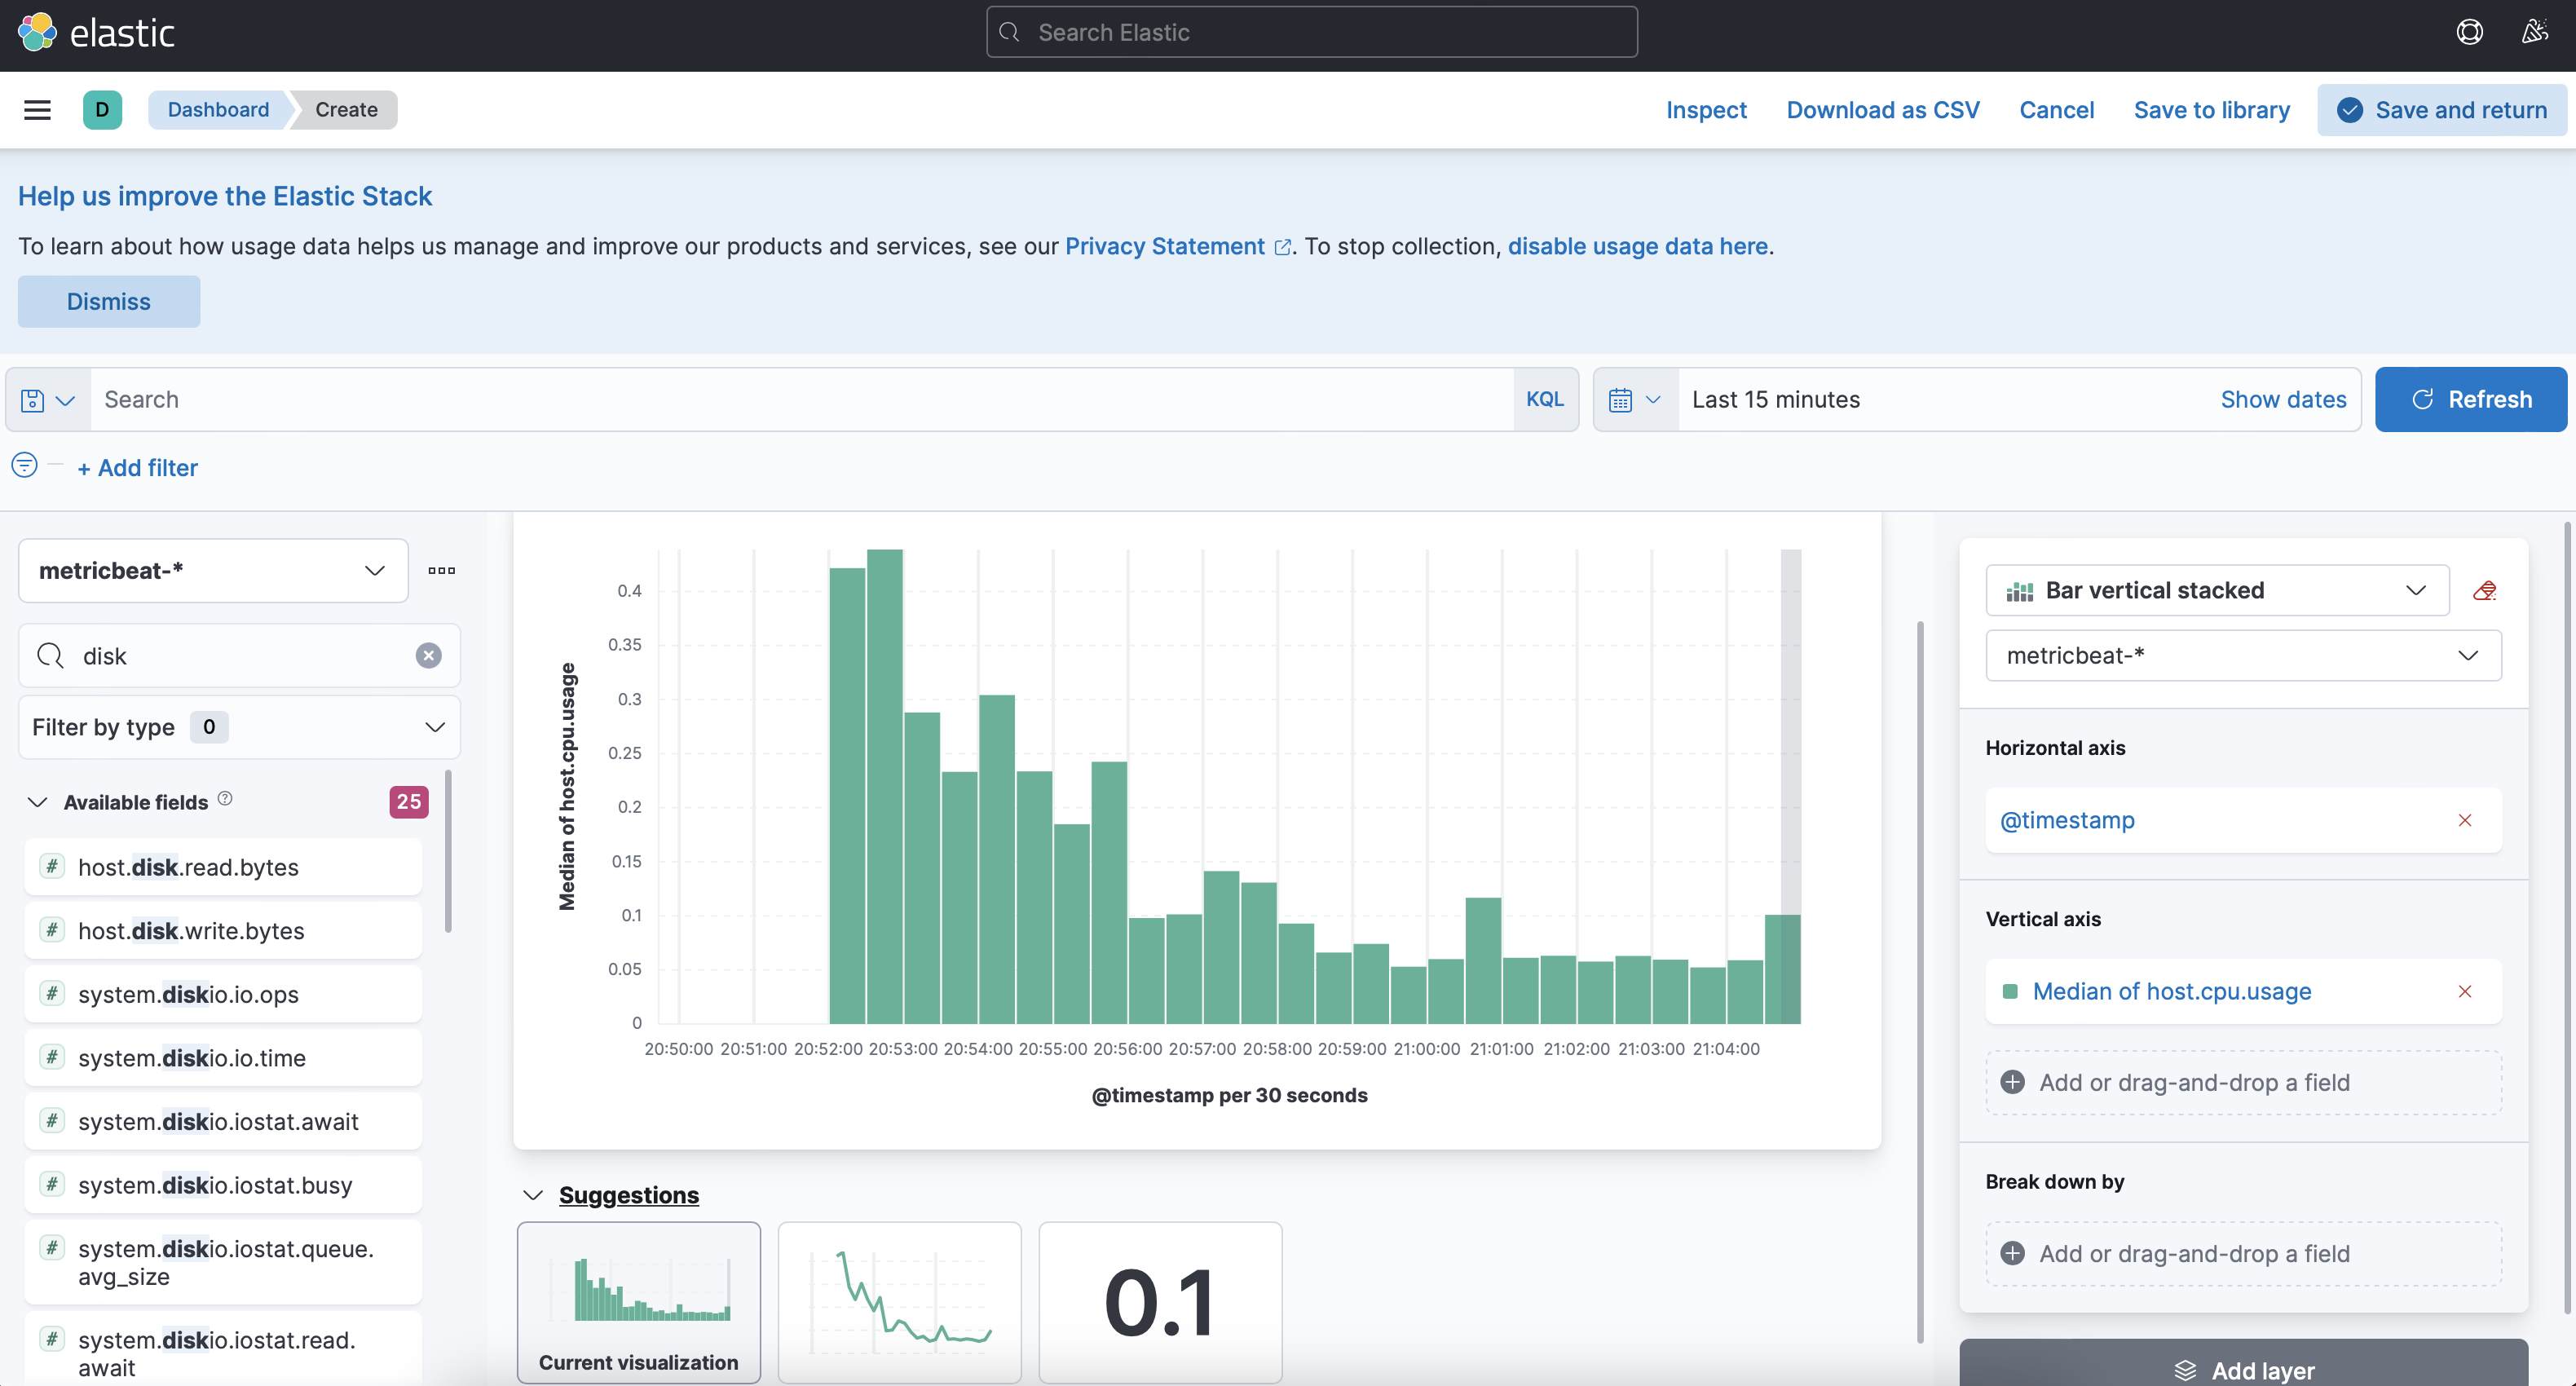 elastic
Search Elastic
D
Dashboard
Create
Inspect
Download as CSV
Cancel
Save to library
Save and return
Help us improve the Elastic Stack
To learn about how usage data helps us manage and improve our products and services, see our Privacy Statement. To stop collection, disable usage data here.
Dismiss
Search
KQL
Last 15 minutes
Show dates
Refresh
+ Add filter
metricbeat-*
disk
Filter by type 0
Available fields 25
# host.disk.read.bytes
# host.disk.write.bytes
# system.diskio.io.ops
# system.diskio.io.time
# system.diskio.iostat.await
# system.diskio.iostat.busy
# system.diskio.iostat.queue.
avg_size
# system.diskio.iostat.read.
await
Median of host.cpu.usage
0.4
0.35
0.3
0.25
0.2
0.15
0.1
0.05
0
20:50:00 20:51:00 20:52:00 20:53:00 20:54:00 20:55:00 20:56:00 20:57:00 20:58:00 20:59:00 21:00:00 21:01:00 21:02:00 21:03:00 21:04:00
@timestamp per 30 seconds
Suggestions
Current visualization
0.1
Bar vertical stacked
metricbeat-*
Horizontal axis
@timestamp
Vertical axis
Median of host.cpu.usage
Add or drag-and-drop a field
Break down by
Add or drag-and-drop a field
Add layer